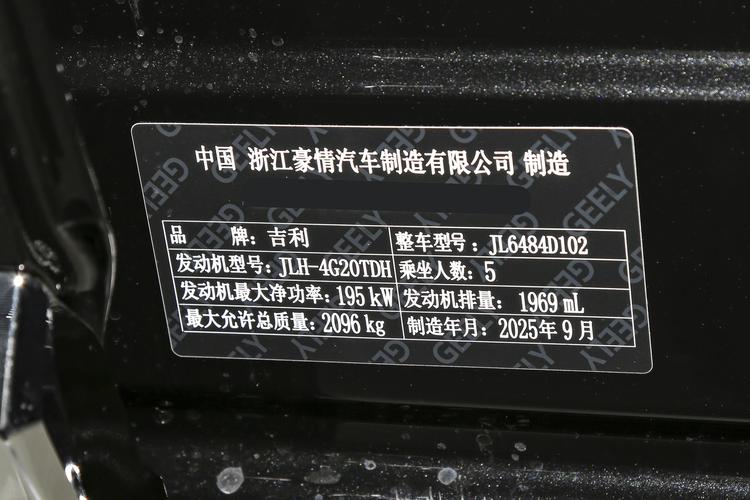 中国 浙江豪情汽车制造有限公司 制造
品 牌：吉利 整车型号：JL6484D102
发动机型号：JLH-4G20TDH 乘坐人数：5
发动机最大净功率：195 kW 发动机排量：1969 mL
最大允许总质量：2096 kg 制造年月：2025年9月
GEELY